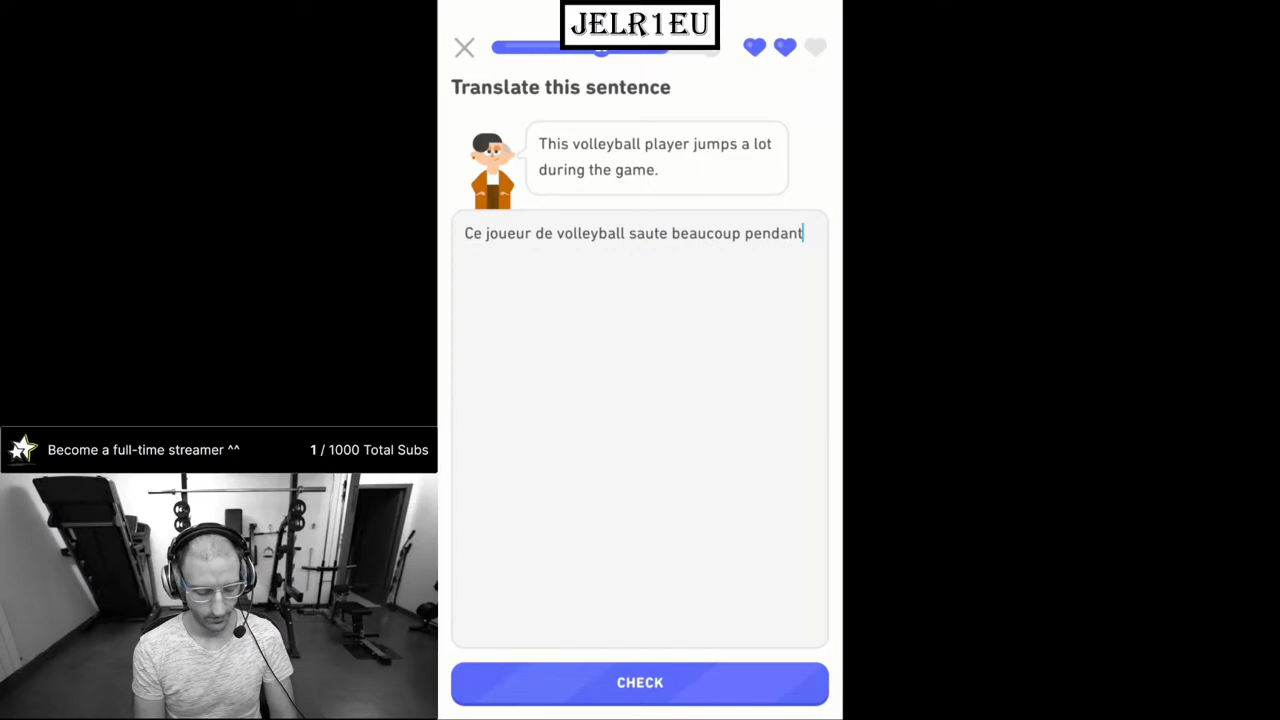 JELR1EU
Translate this sentence
This volleyball player jumps a lot
during the game.
Ce joueur de volleyball saute beaucoup pendant
Become a full-time streamer ^^ 1 / 1000 Total Subs
CHECK